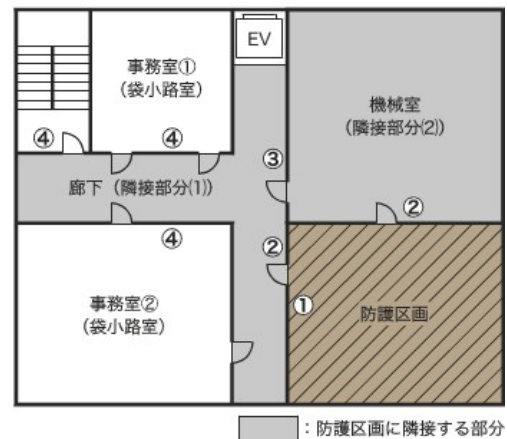 EV
事務室①
（袋小路室）
機械室
（隣接部分⑵）
④
④
③
廊下（隣接部分⑴）
②
④
②
事務室②
（袋小路室）
①
防護区画
：防護区画に隣接する部分